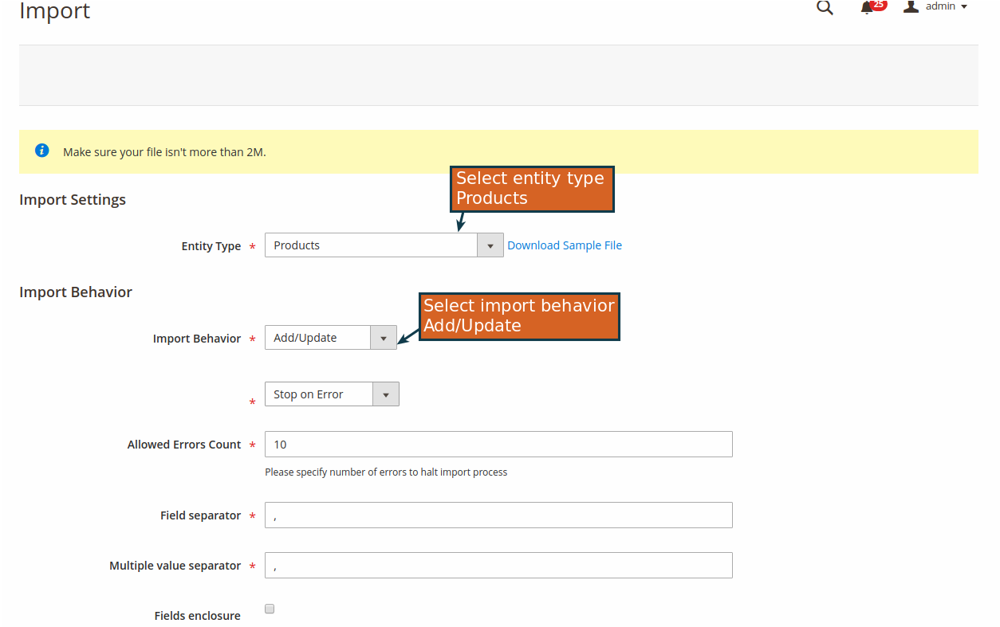 Import
25
admin
Make sure your file isn't more than 2M.
Select entity type
Products
Import Settings
Entity Type * Products Download Sample File
Import Behavior
Select import behavior
Add/Update
Import Behavior * Add/Update
* Stop on Error
Allowed Errors Count * 10
Please specify number of errors to halt import process
Field separator * ,
Multiple value separator * ,
Fields enclosure